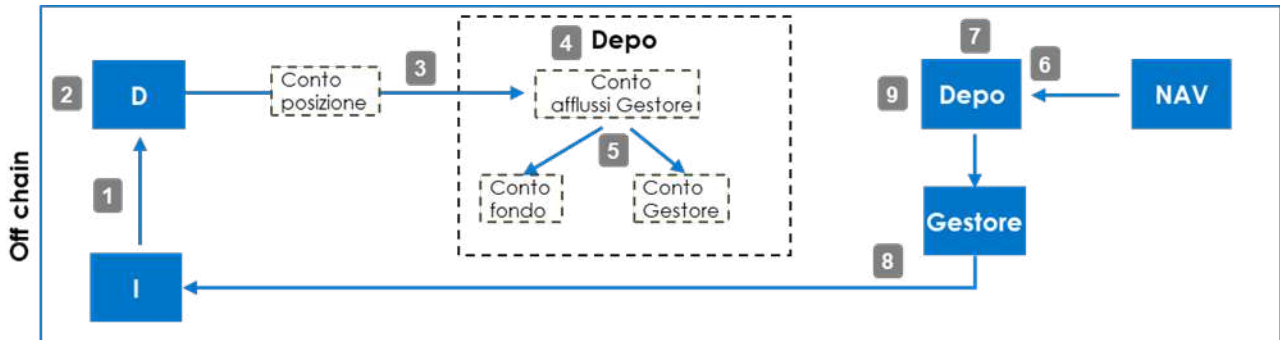 Off chain
1
2
D
I
Conto
posizione
3
4
Depo
Conto
afflussi Gestore
5
Conto
fondo
Conto
Gestore
7
6
9
Depo
NAV
Gestore
8